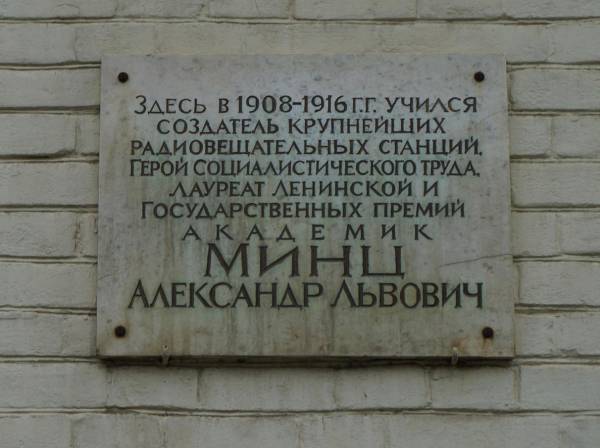 ЗДЕСЬ В 1908-1916 Г.Г. УЧИЛСЯ
СОЗДАТЕЛЬ КРУПНЕЙШИХ
РАДИОВЕЩАТЕЛЬНЫХ СТАНЦИЙ,
ГЕРОЙ СОЦИАЛИСТИЧЕСКОГО ТРУДА,
ЛАУРЕАТ ЛЕНИНСКОЙ И
ГОСУДАРСТВЕННЫХ ПРЕМИЙ
АКАДЕМИК
МИНЦ
АЛЕКСАНДР ЛЬВОВИЧ